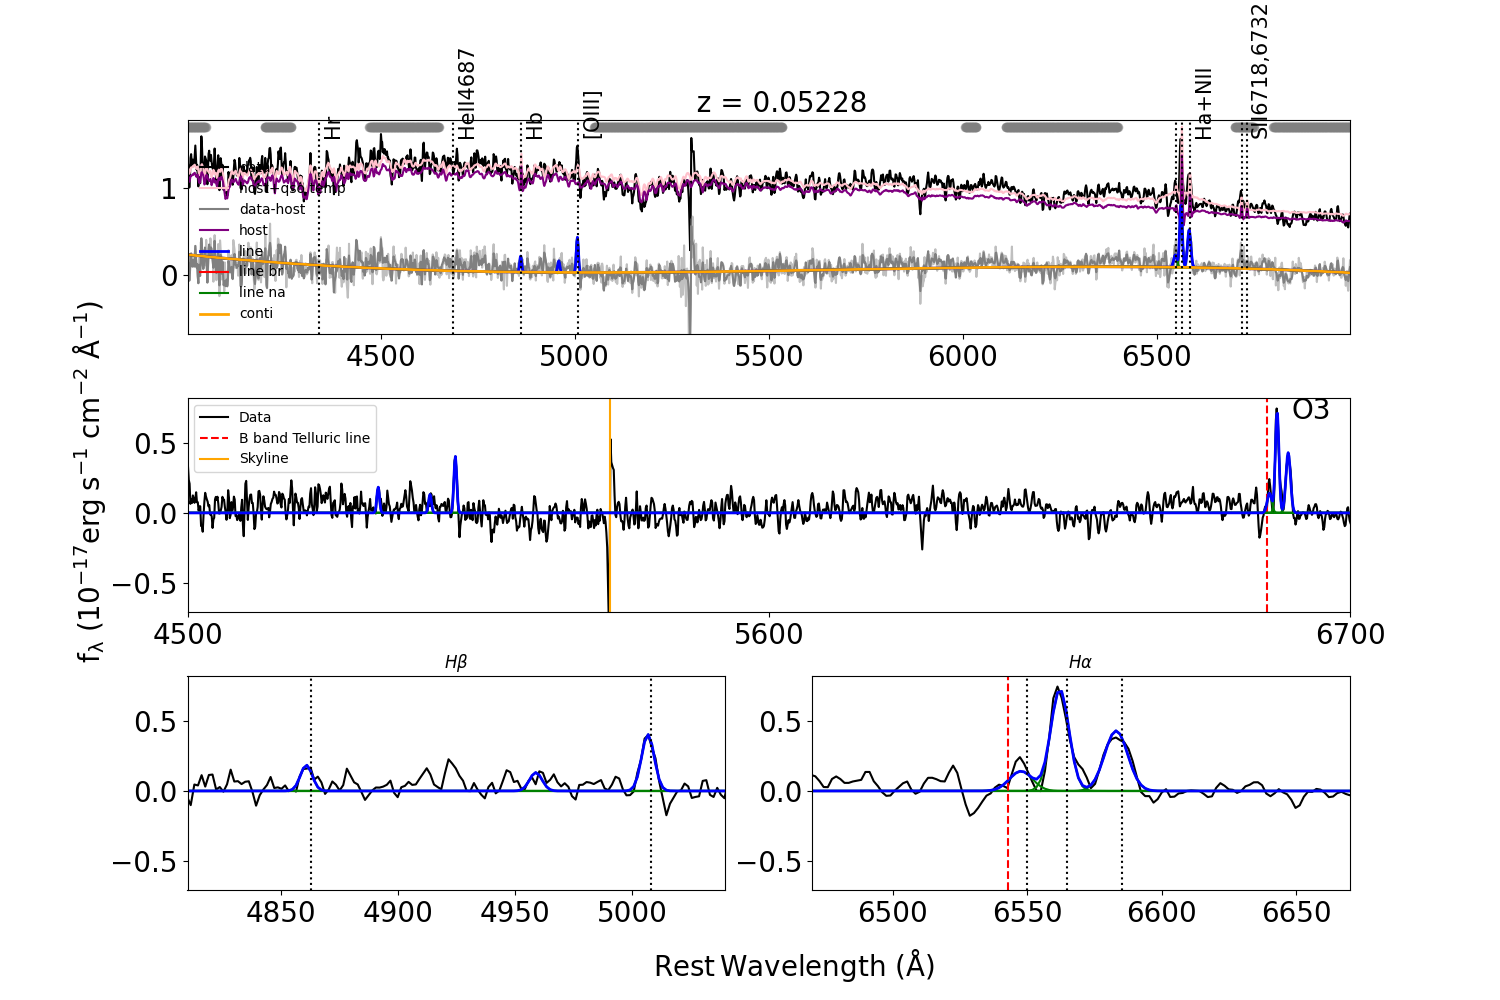 Hr
HeII4687
Hb
[OIII]
Ha+NII
SII6718,6732
z = 0.05228
1
0
host+qso temp
data-host
host
line
line br
line na
conti
4500
5000
5500
6000
6500
fλ (10⁻¹⁷erg s⁻¹ cm⁻² Å⁻¹)
Data
B band Telluric line
Skyline
O3
0.5
0.0
−0.5
4500
5600
6700
Hβ
0.5
0.0
−0.5
4850
4900
4950
5000
Hα
0.5
0.0
−0.5
6500
6550
6600
6650
Rest Wavelength (Å)